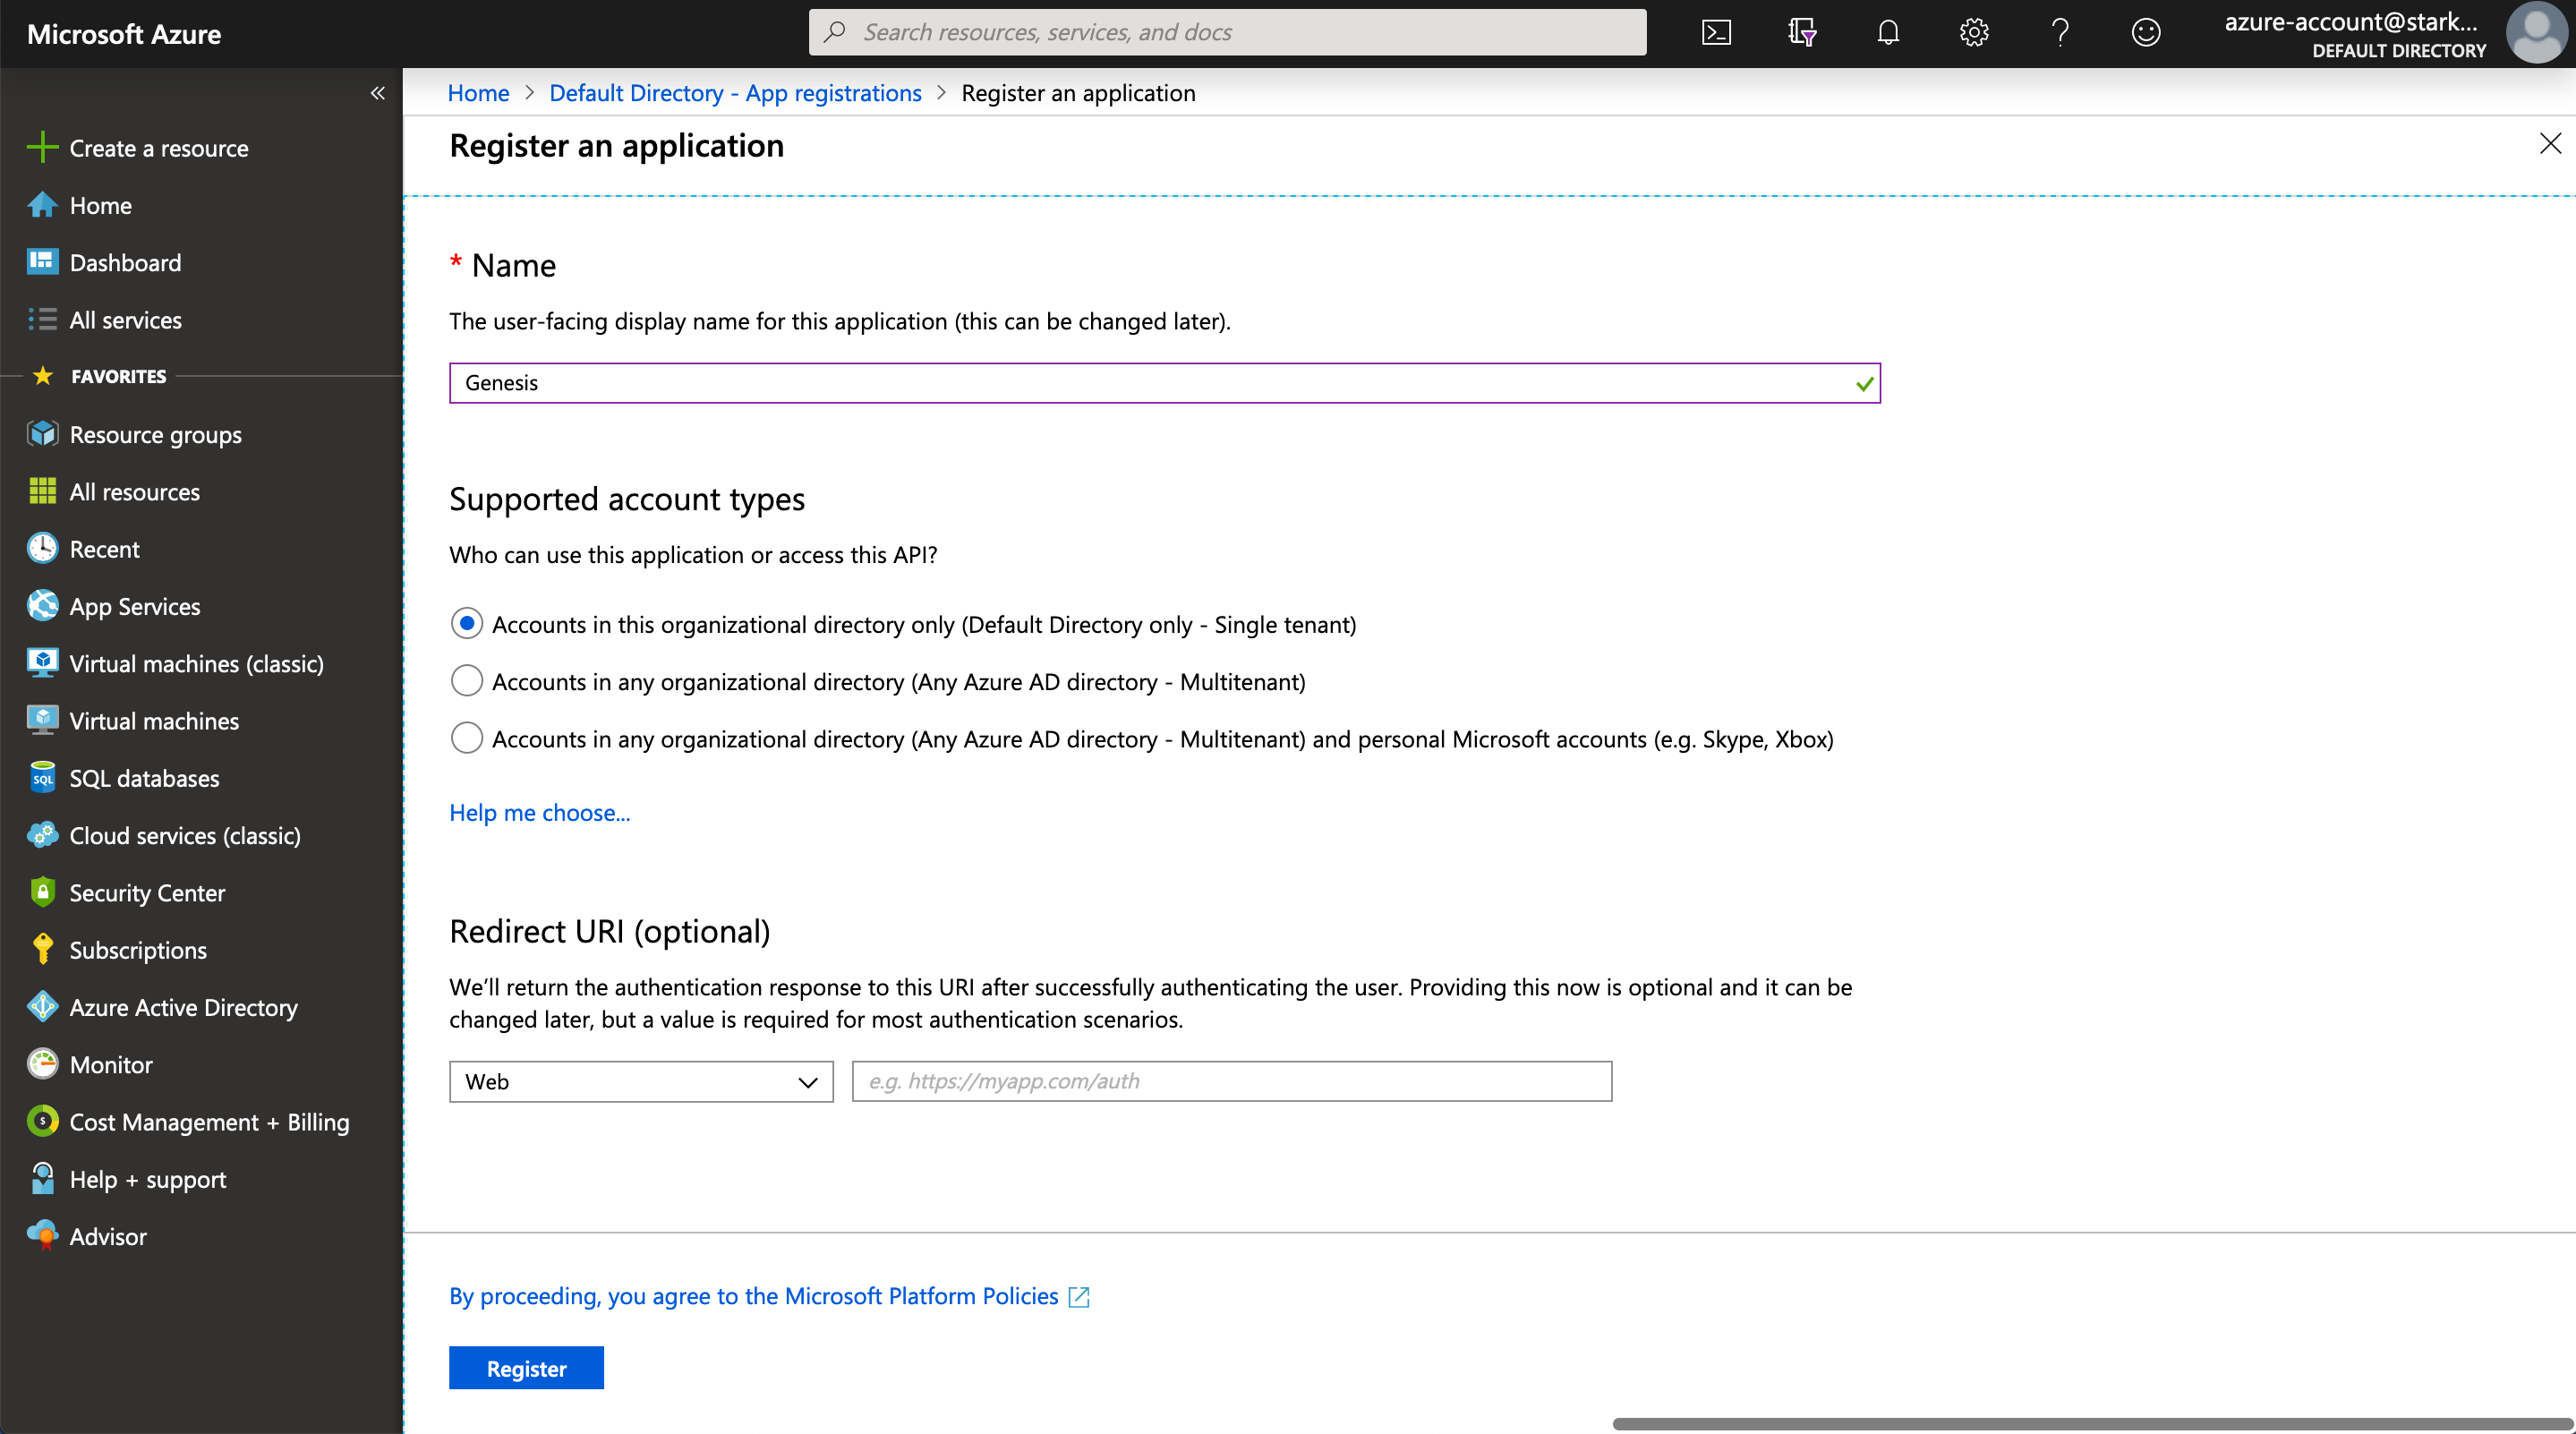 Microsoft Azure
Search resources, services, and docs
azure-account@stark...
DEFAULT DIRECTORY
«
Create a resource
Home
Dashboard
All services
FAVORITES
Resource groups
All resources
Recent
App Services
Virtual machines (classic)
Virtual machines
SQL
SQL databases
Cloud services (classic)
Security Center
Subscriptions
Azure Active Directory
Monitor
Cost Management + Billing
Help + support
Advisor
Home > Default Directory - App registrations > Register an application
Register an application
* Name
The user-facing display name for this application (this can be changed later).
Genesis
Supported account types
Who can use this application or access this API?
Accounts in this organizational directory only (Default Directory only - Single tenant)
Accounts in any organizational directory (Any Azure AD directory - Multitenant)
Accounts in any organizational directory (Any Azure AD directory - Multitenant) and personal Microsoft accounts (e.g. Skype, Xbox)
Help me choose...
Redirect URI (optional)
We’ll return the authentication response to this URI after successfully authenticating the user. Providing this now is optional and it can be
changed later, but a value is required for most authentication scenarios.
Web
e.g. https://myapp.com/auth
By proceeding, you agree to the Microsoft Platform Policies
Register